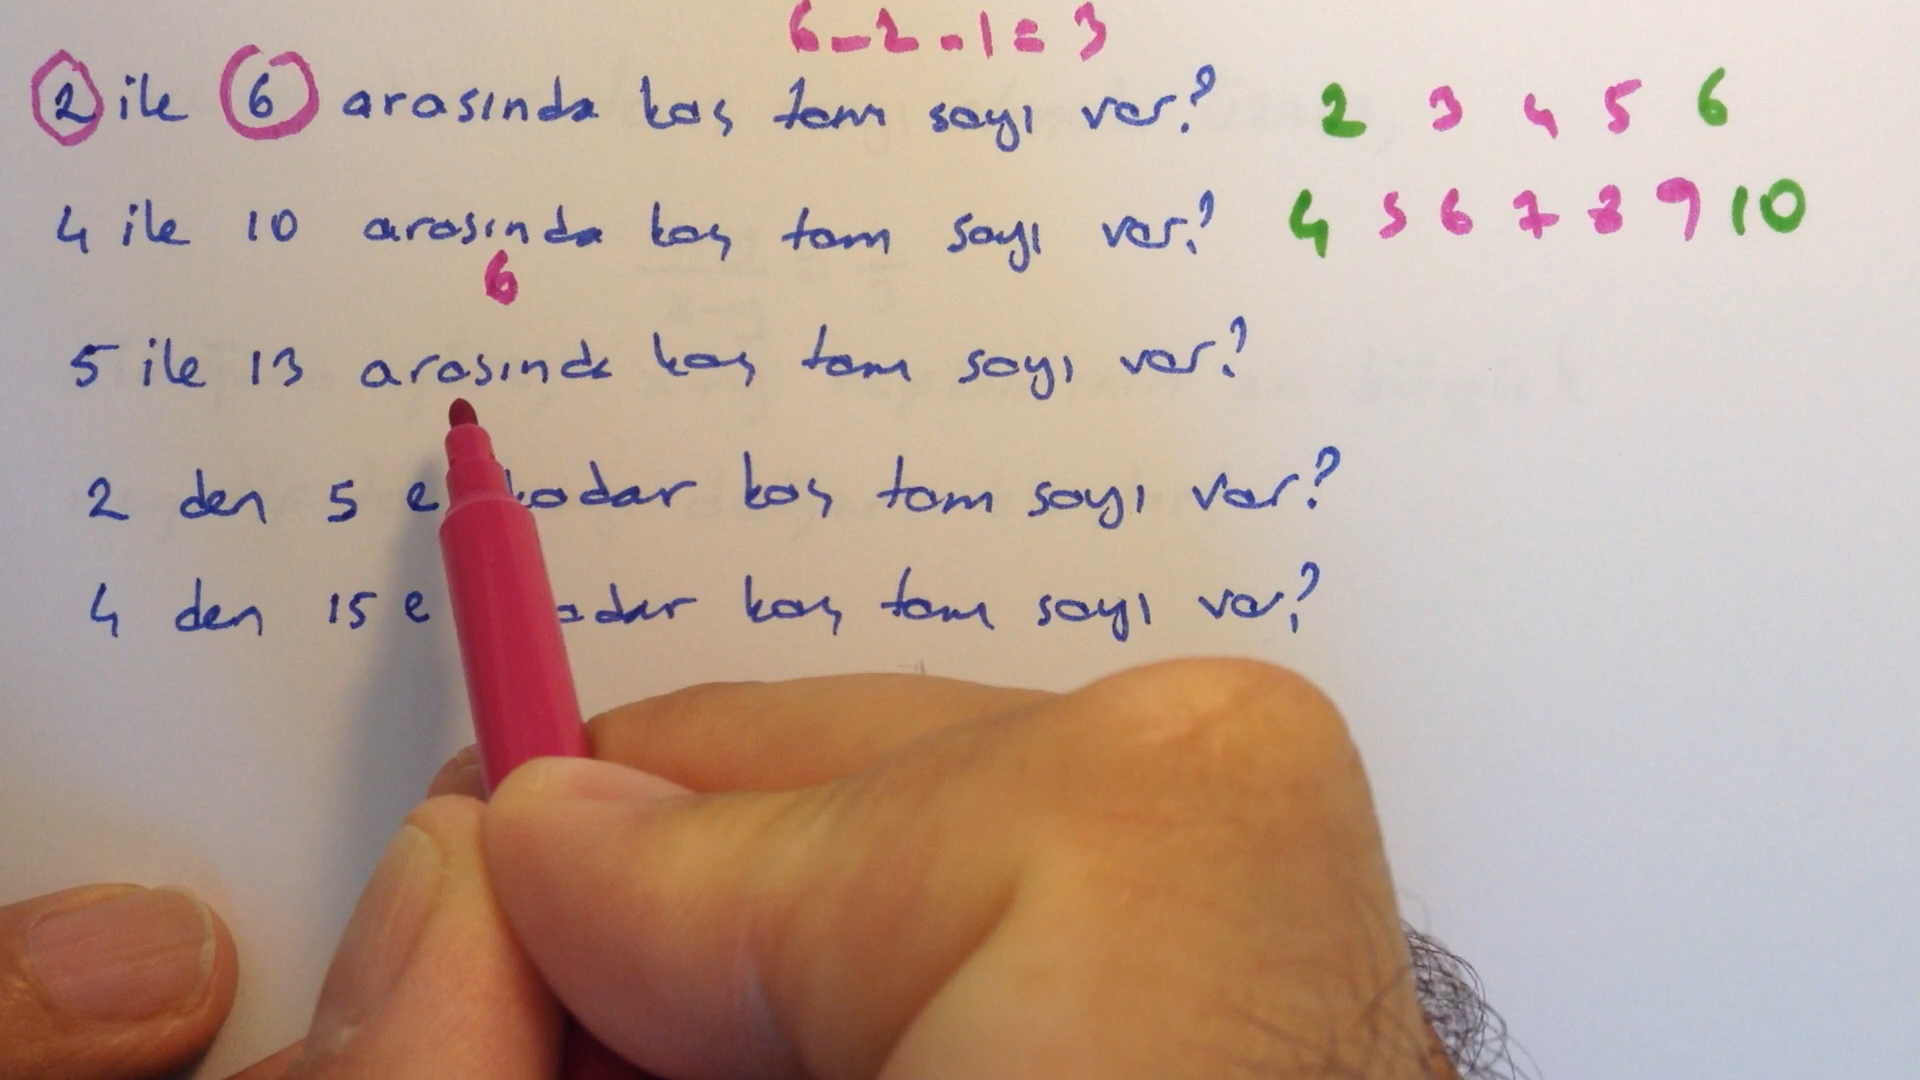 6-2-1=3
2 ile 6 arasında kaç tam sayı var? 2 3 4 5 6
4 ile 10 arasında kaç tam sayı var? 4 5 6 7 8 9 10
6
5 ile 13 arasında kaç tam sayı var?
2 den 5 e kadar kaç tam sayı var?
4 den 15 e adar kaç tam sayı var?